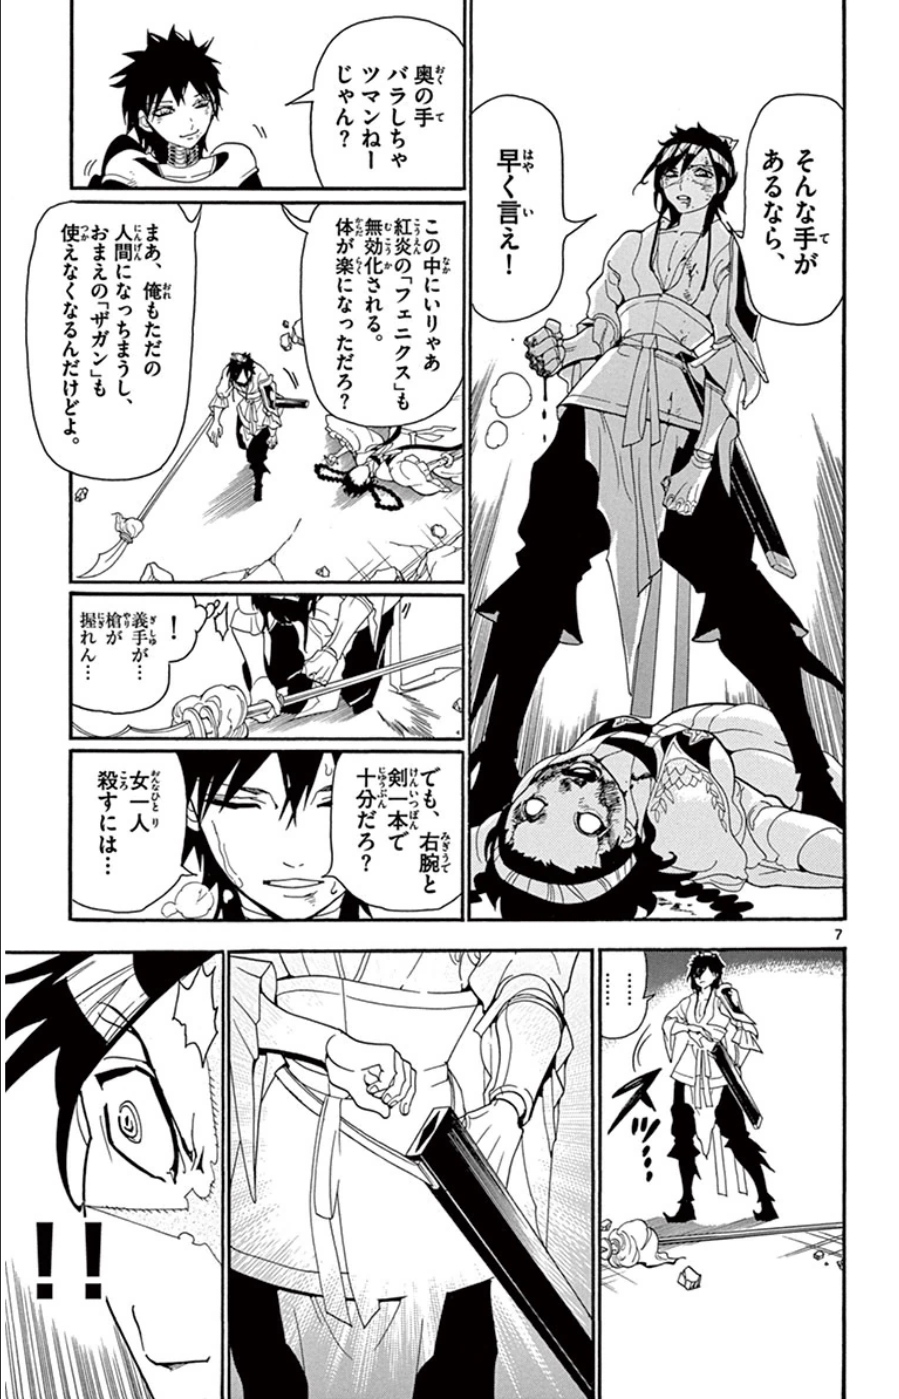 そんな手が
あるなら、
早く言え！
奥の手
バラしちゃ
ツマンねー
じゃん？
この中にいりゃあ
紅炎の「フェニクス」も
無効化される。
体が楽になっただろ？
まあ、俺もただの
人間になっちまうし、
おまえの「ザガン」も
使えなくなるんだけどよ。
！
義手が…
槍が
握れん…
でも、右腕と
剣一本で
十分だろ？
女一人
殺すには…
7
………
スッ…
！！